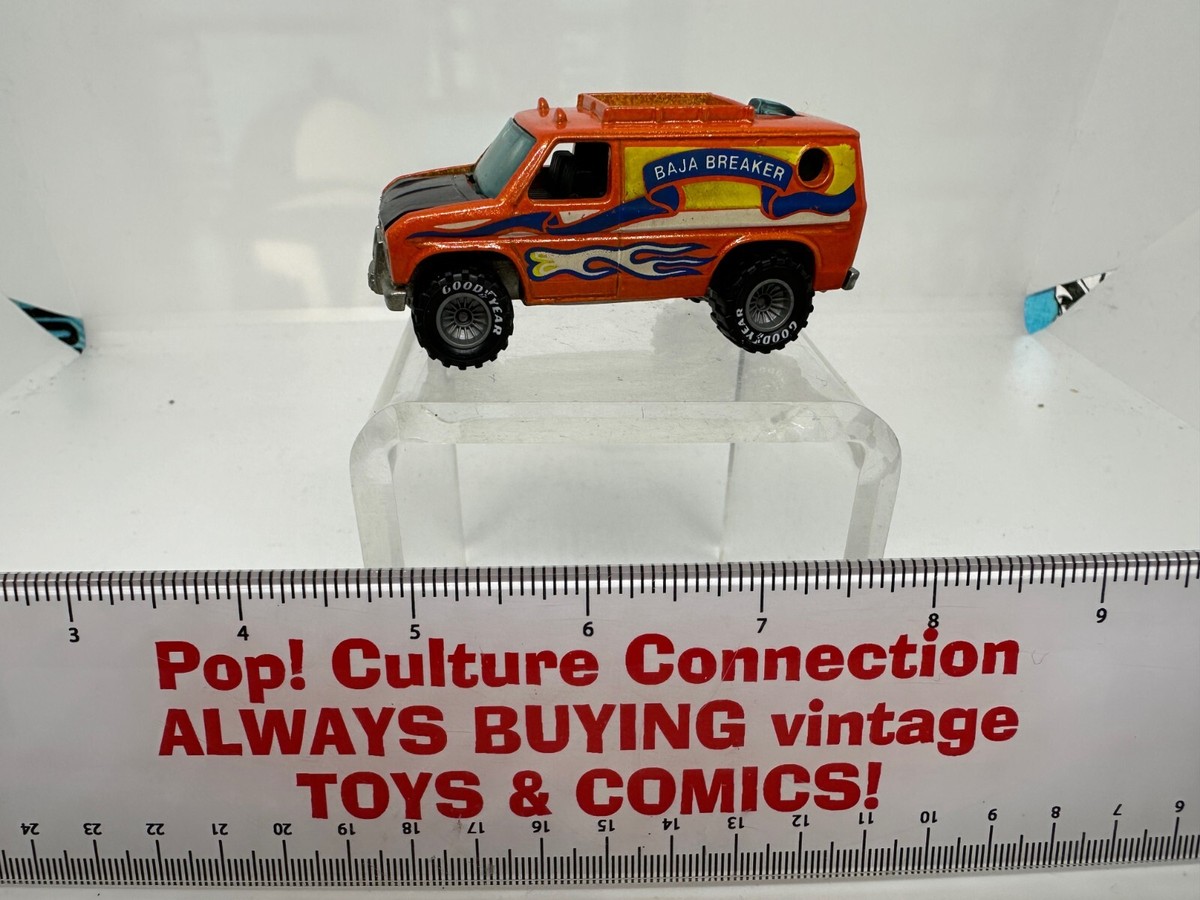 BAJA BREAKER
GOODYEAR
GOODYEAR
3 4 5 6 7 8 9
Pop! Culture Connection
ALWAYS BUYING vintage
TOYS & COMICS!
24 23 22 21 20 19 18 17 16 15 14 13 12 11 10 9 8 7 6